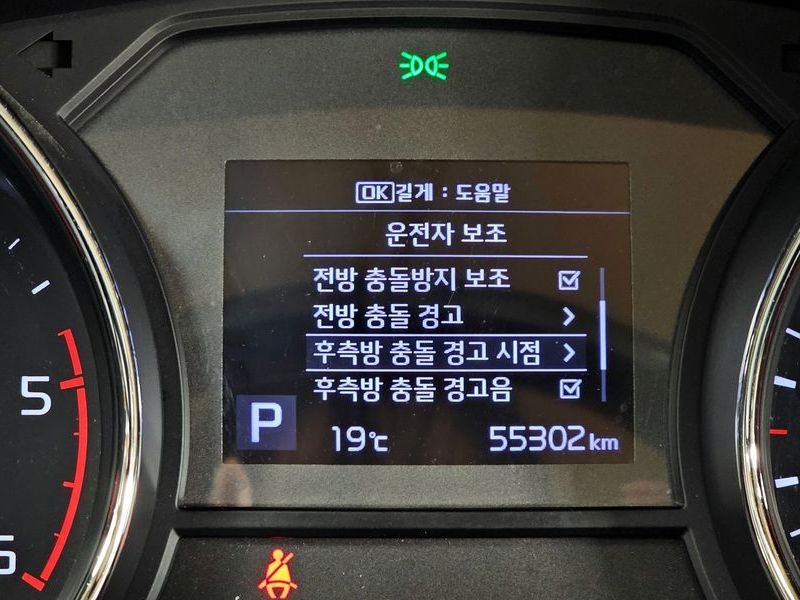 OK길게 : 도움말
운전자 보조
전방 충돌방지 보조
전방 충돌 경고
후측방 충돌 경고 시점
후측방 충돌 경고음
P
19℃
55302km
5
6